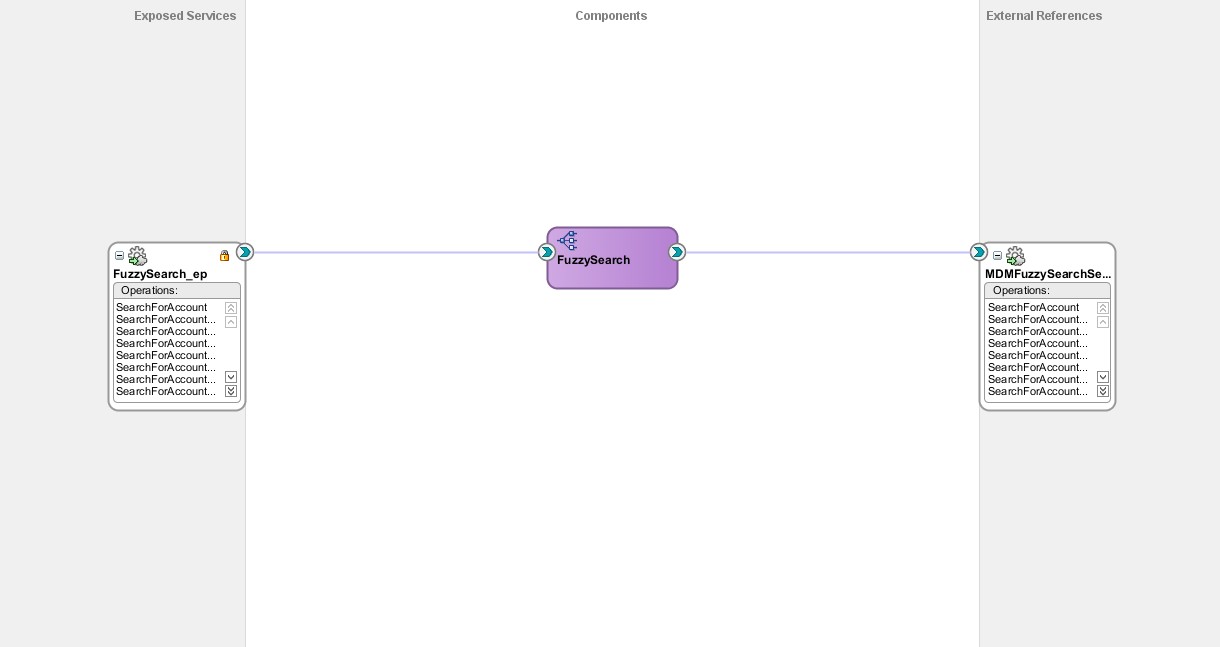 Exposed Services
Components
External References
FuzzySearch_ep
Operations:
SearchForAccount
SearchForAccount...
SearchForAccount...
SearchForAccount...
SearchForAccount...
SearchForAccount...
SearchForAccount...
SearchForAccount...
FuzzySearch
MDMFuzzySearchSe...
Operations:
SearchForAccount
SearchForAccount...
SearchForAccount...
SearchForAccount...
SearchForAccount...
SearchForAccount...
SearchForAccount...
SearchForAccount...